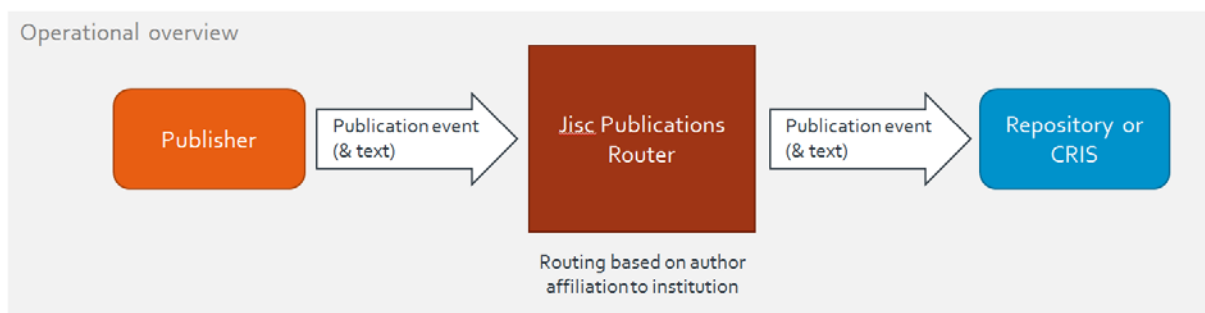 Operational overview
Publisher
Publication event
(& text)
Jisc Publications
Router
Publication event
(& text)
Repository or
CRIS
Routing based on author
affiliation to institution